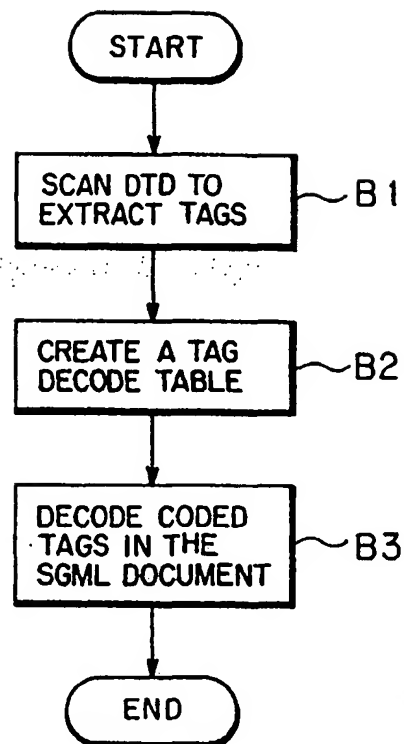 START
SCAN DTD TO
EXTRACT TAGS
B1
CREATE A TAG
DECODE TABLE
B2
DECODE CODED
TAGS IN THE
SGML DOCUMENT
B3
END